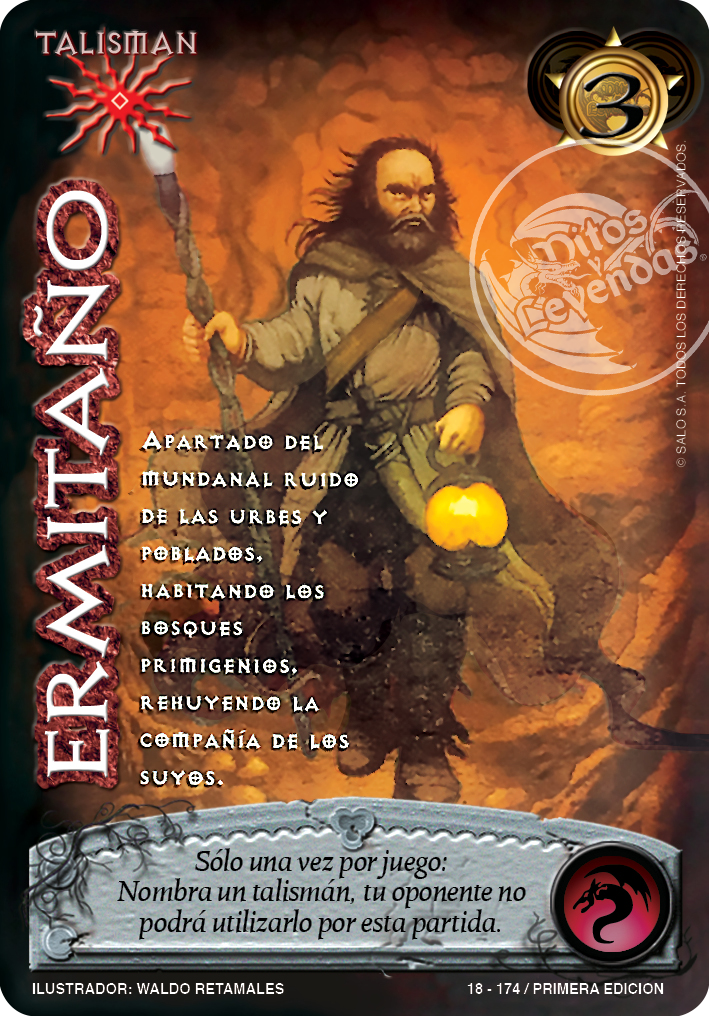 TALISMAN
3
ERMITAÑO
Mitos
y
Leyendas
®
© SALO S.A. TODOS LOS DERECHOS RESERVADOS.
APARTADO DEL
MUNDANAL RUIDO
DE LAS URBES Y
POBLADOS,
HABITANDO LOS
BOSQUES
PRIMIGENIOS,
REHUYENDO LA
COMPAÑÍA DE LOS
SUYOS.
Sólo una vez por juego:
Nombra un talismán, tu oponente no
podrá utilizarlo por esta partida.
ILUSTRADOR: WALDO RETAMALES
18 - 174 / PRIMERA EDICION